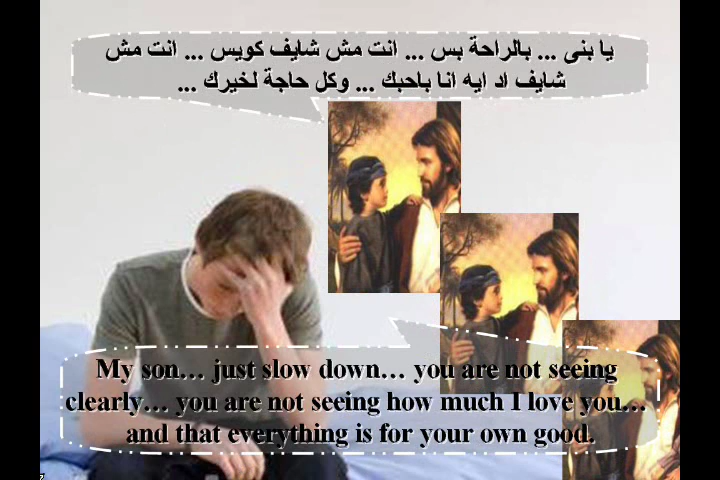 يا بنى ... بالراحة بس ... انت مش شايف كويس ... انت مش
شايف اد ايه انا باحبك ... وكل حاجة لخيرك ...
My son... just slow down... you are not seeing
clearly... you are not seeing how much I love you...
and that everything is for your own good.